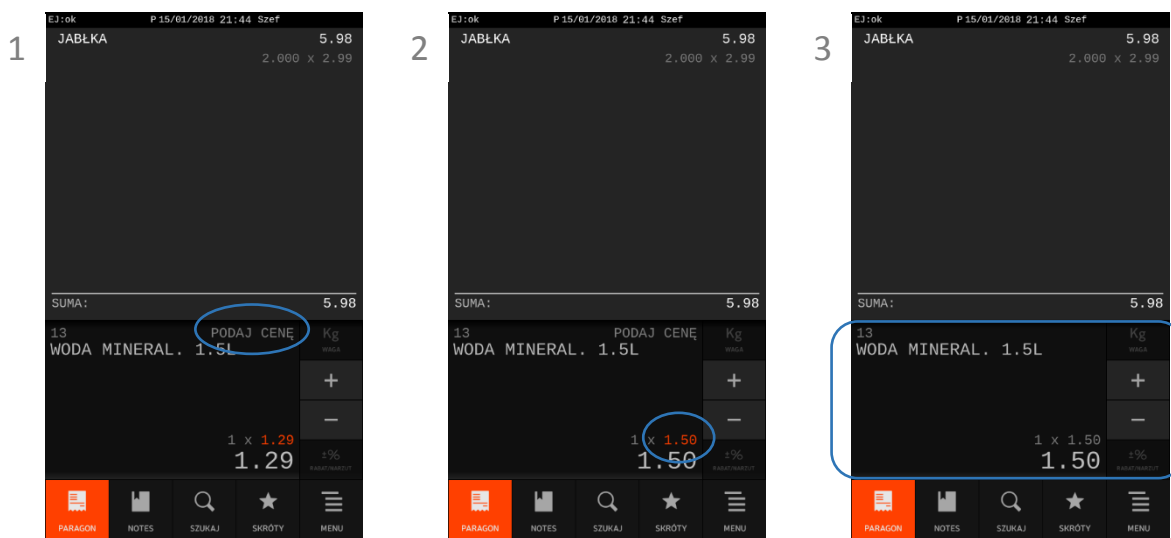 1
EJ:ok P 15/01/2018 21:44 Szef
JABŁKA 5.98
2.000 x 2.99
SUMA: 5.98
13 PODAJ CENĘ Kg
WODA MINERAL. 1.5L WAGA
+
−
1 x 1.29
1.29 ±%
RABAT/NARZUT
PARAGON NOTES SZUKAJ SKRÓTY MENU
2
EJ:ok P 15/01/2018 21:44 Szef
JABŁKA 5.98
2.000 x 2.99
SUMA: 5.98
13 PODAJ CENĘ Kg
WODA MINERAL. 1.5L WAGA
+
−
1 x 1.50
1.50 ±%
RABAT/NARZUT
PARAGON NOTES SZUKAJ SKRÓTY MENU
3
EJ:ok P 15/01/2018 21:44 Szef
JABŁKA 5.98
2.000 x 2.99
SUMA: 5.98
13 Kg
WODA MINERAL. 1.5L WAGA
+
−
1 x 1.50
1.50 ±%
RABAT/NARZUT
PARAGON NOTES SZUKAJ SKRÓTY MENU